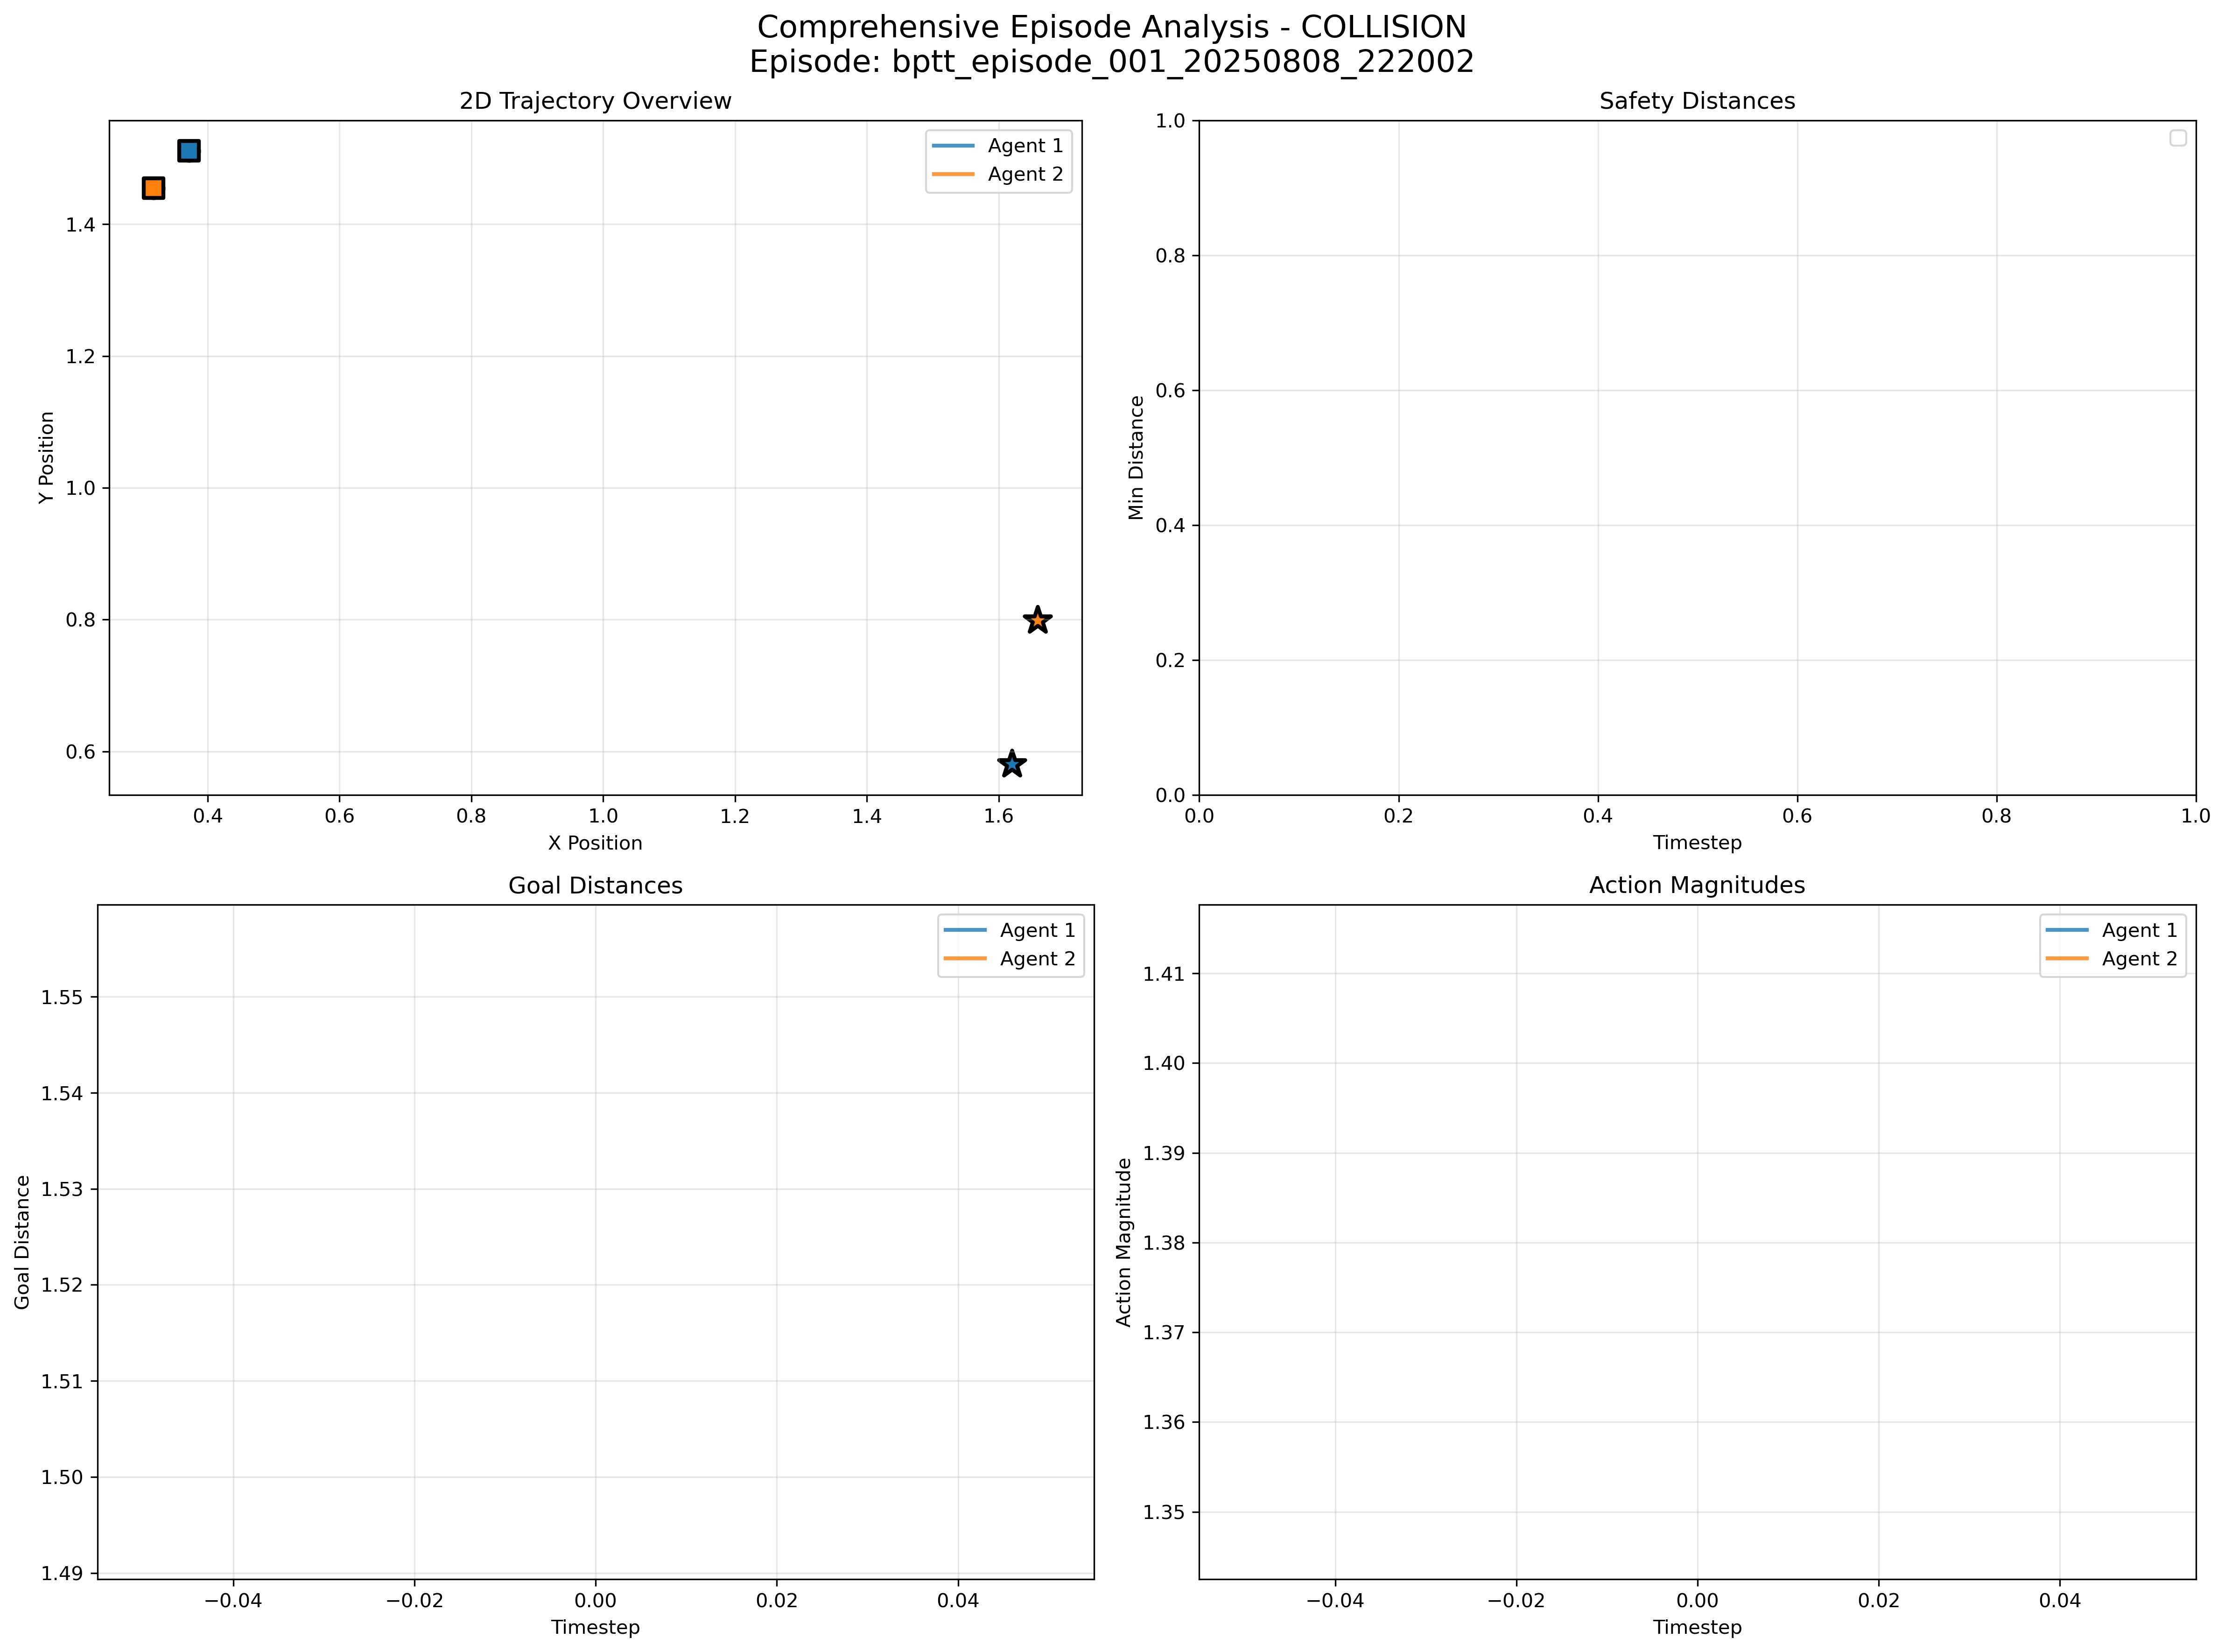 Comprehensive Episode Analysis - COLLISION
Episode: bptt_episode_001_20250808_222002
2D Trajectory Overview
Agent 1
Agent 2
Y Position
1.4
1.2
1.0
0.8
0.6
0.4
0.6
0.8
1.0
1.2
1.4
1.6
X Position
Safety Distances
Min Distance
1.0
0.8
0.6
0.4
0.2
0.0
0.0
0.2
0.4
0.6
0.8
1.0
Timestep
Goal Distances
Agent 1
Agent 2
Goal Distance
1.55
1.54
1.53
1.52
1.51
1.50
1.49
−0.04
−0.02
0.00
0.02
0.04
Timestep
Action Magnitudes
Agent 1
Agent 2
Action Magnitude
1.41
1.40
1.39
1.38
1.37
1.36
1.35
−0.04
−0.02
0.00
0.02
0.04
Timestep